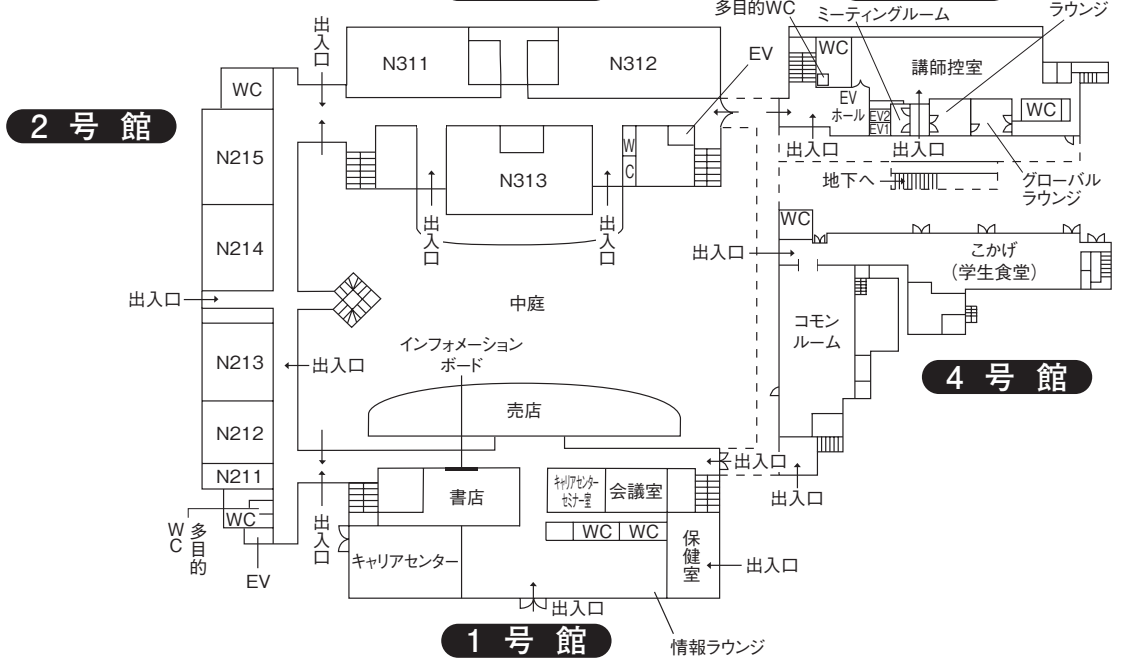 多目的WC
ミーティングルーム
ラウンジ
出入口
N311
N312
EV
WC
講師控室
WC
EV
ホール
EV2
EV1
WC
2 号 館
N215
W
C
N313
出入口
出入口
地下へ
グローバル
ラウンジ
出入口
出入口
WC
N214
出入口
こかげ
(学生食堂)
出入口
中庭
コモン
ルーム
インフォメーション
ボード
N213
出入口
4 号 館
売店
N212
出入口
N211
書店
キャリアセンター
セミナー室
会議室
出入口
WC
多目的
WC
出入口
WC
WC
保健室
キャリアセンター
出入口
EV
出入口
1 号 館
情報ラウンジ